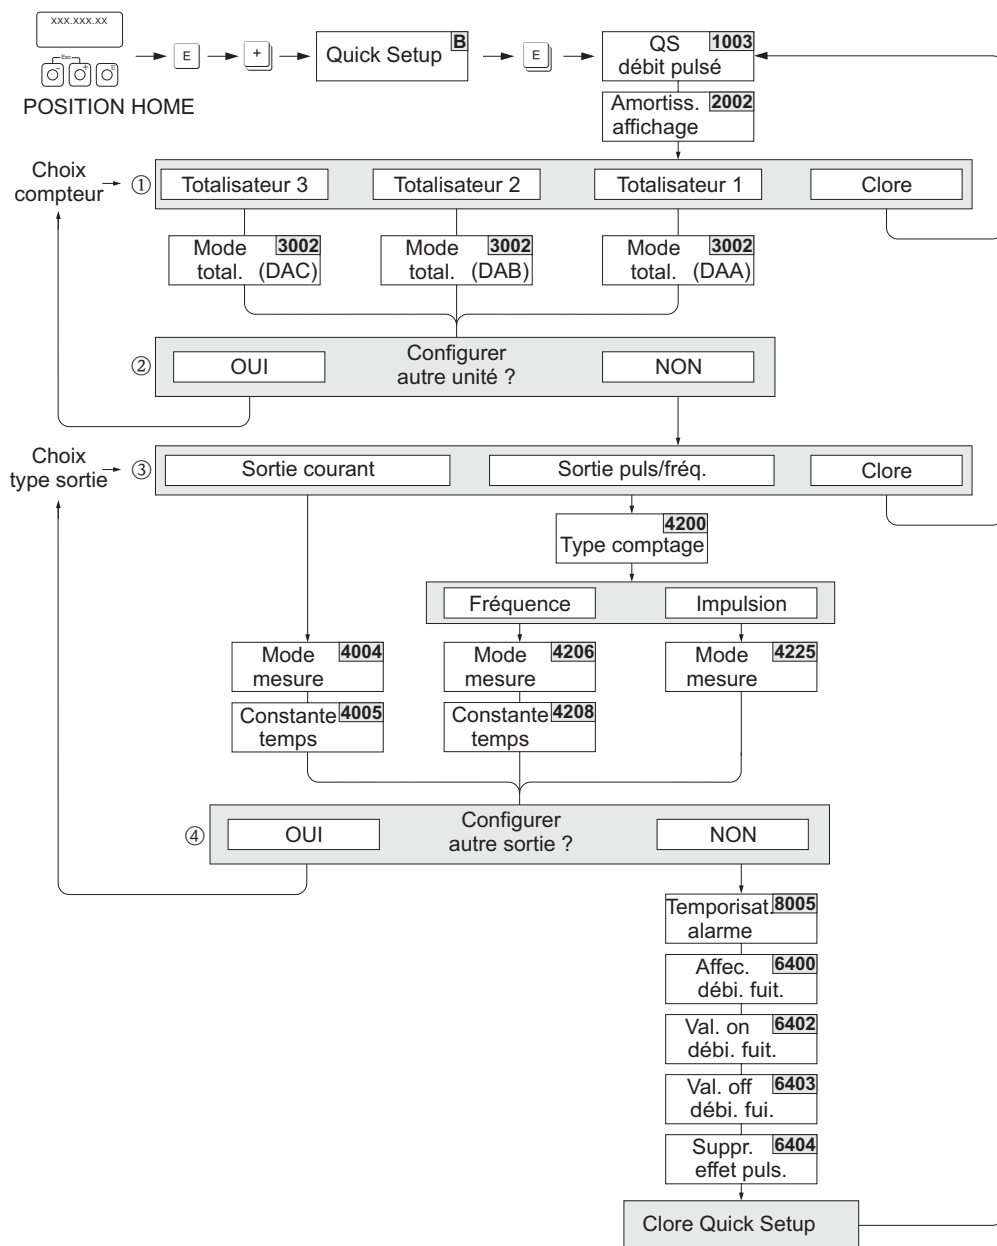 xxx.xxx.xx
Esc
- + E
POSITION HOME
E
+
Quick Setup B
E
QS 1003
débit pulsé
Amortiss. 2002
affichage
Choix
compteur
① Totalisateur 3 Totalisateur 2 Totalisateur 1 Clore
Mode 3002
total. (DAC)
Mode 3002
total. (DAB)
Mode 3002
total. (DAA)
② OUI
Configurer
autre unité ?
NON
Choix
type sortie
③ Sortie courant Sortie puls/fréq. Clore
4200
Type comptage
Fréquence Impulsion
Mode 4004
mesure
Mode 4206
mesure
Mode 4225
mesure
Constante 4005
temps
Constante 4208
temps
④ OUI
Configurer
autre sortie ?
NON
Temporisat. 8005
alarme
Affec. 6400
débi. fuit.
Val. on 6402
débi. fuit.
Val. off 6403
débi. fui.
Suppr. 6404
effet puls.
Clore Quick Setup